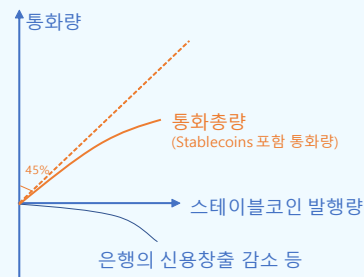 통화량
45%
통화총량
(Stablecoins 포함 통화량)
스테이블코인 발행량
은행의 신용창출 감소 등